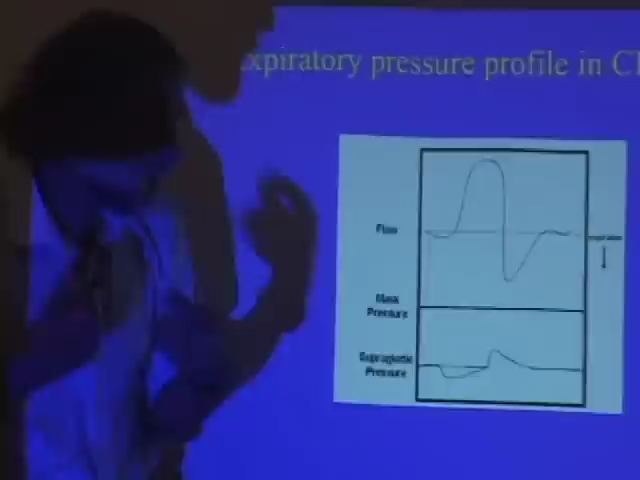 xpiratory pressure profile in C
Flow
Mask
Pressure
Supraglottic
Pressure